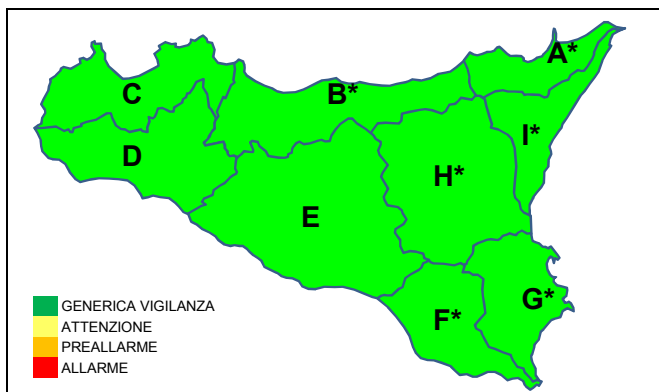 A*
C
B*
I*
D
H*
E
G*
F*
GENERICA VIGILANZA
ATTENZIONE
PREALLARME
ALLARME